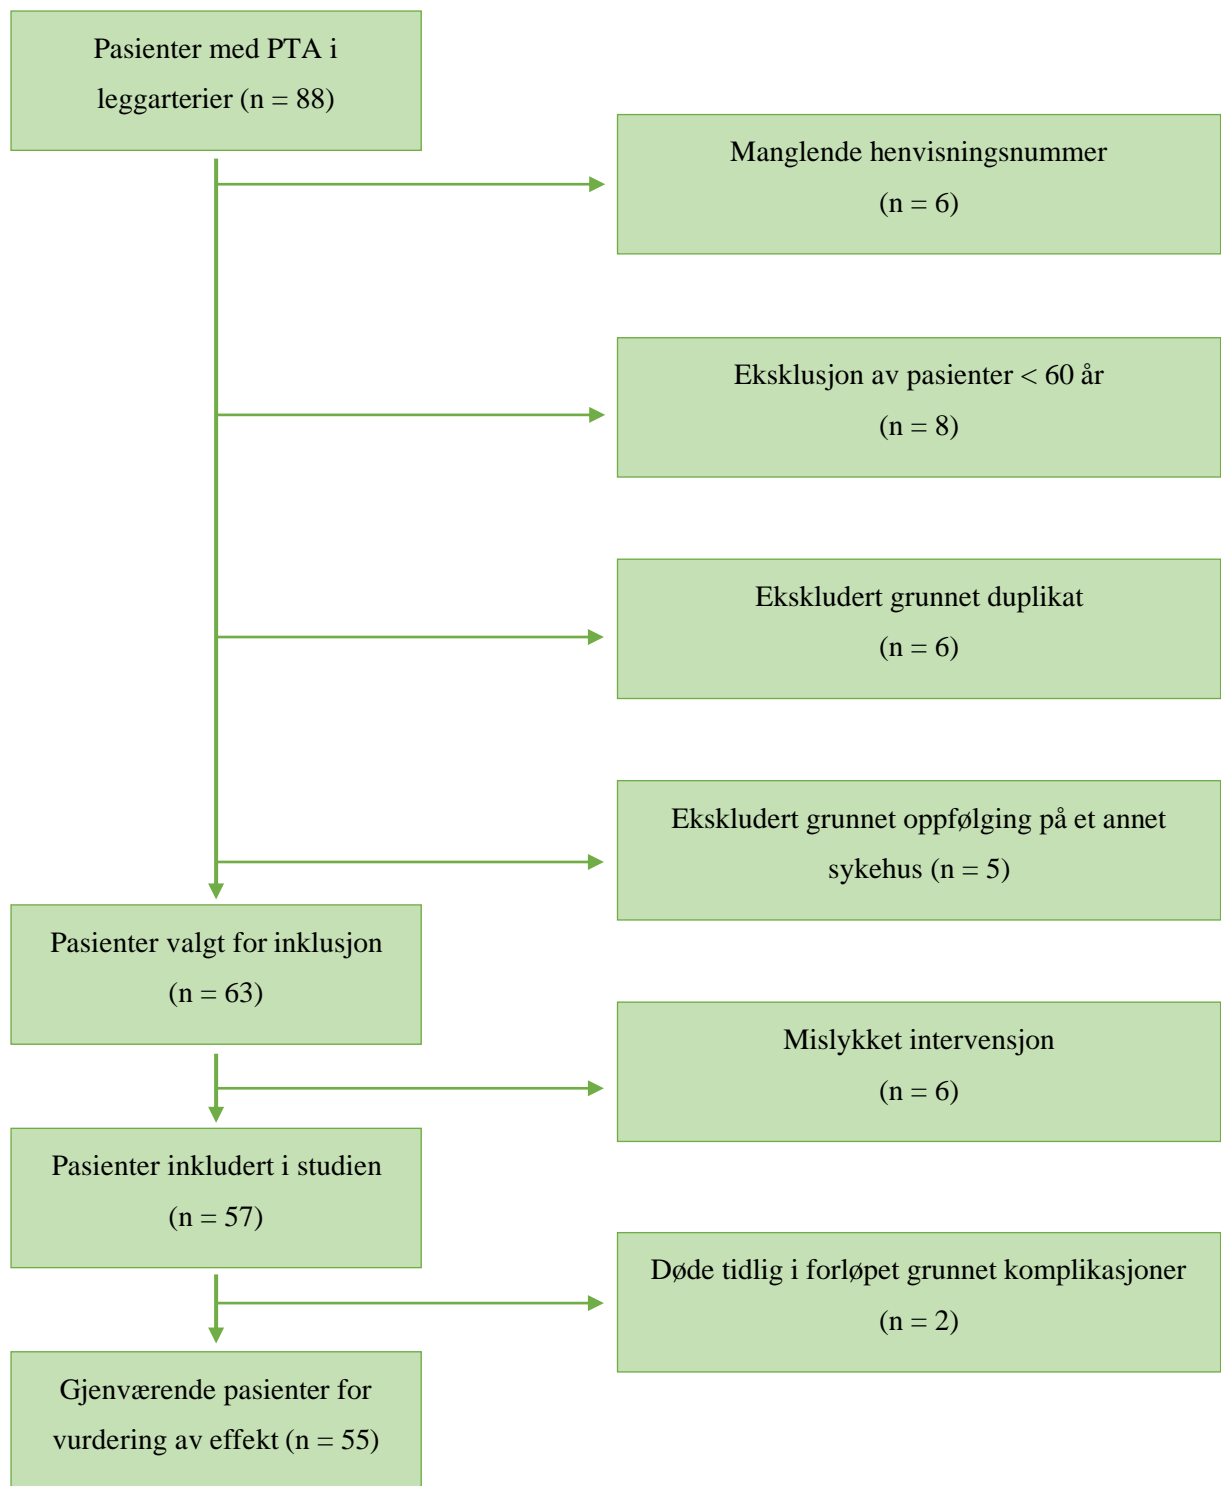 Pasienter med PTA i
leggarterier (n = 88)
Manglende henvisningsnummer
(n = 6)
Eksklusjon av pasienter < 60 år
(n = 8)
Ekskludert grunnet duplikat
(n = 6)
Ekskludert grunnet oppfølging på et annet
sykehus (n = 5)
Pasienter valgt for inklusjon
(n = 63)
Mislykket intervensjon
(n = 6)
Pasienter inkludert i studien
(n = 57)
Døde tidlig i forløpet grunnet komplikasjoner
(n = 2)
Gjenværende pasienter for
vurdering av effekt (n = 55)